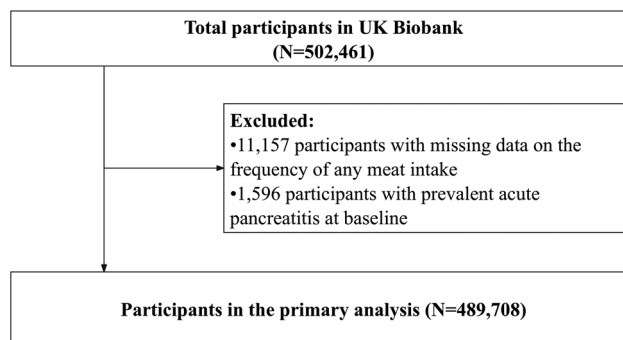 Total participants in UK Biobank
(N=502,461)
Excluded:
•11,157 participants with missing data on the
frequency of any meat intake
•1,596 participants with prevalent acute
pancreatitis at baseline
Participants in the primary analysis (N=489,708)